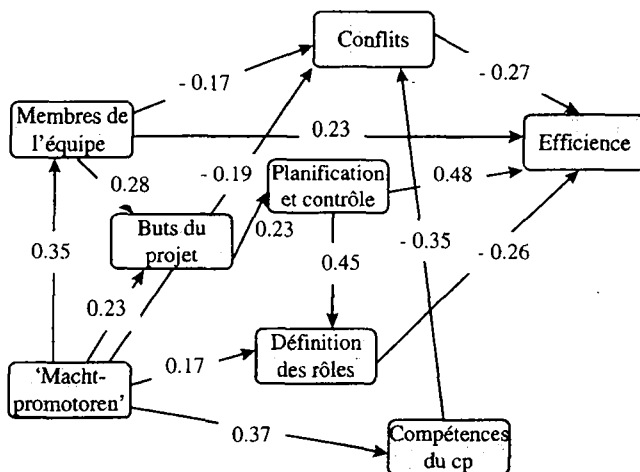 Conflits
- 0.17
- 0.27
Membres de
l'équipe
0.23
Efficience
0.28
- 0.19
Planification
et contrôle
0.48
Buts du
projet
0.23
0.35
0.45
- 0.35
- 0.26
0.23
Définition
des rôles
0.17
'Macht-
promotoren'
0.37
Compétences
du cp